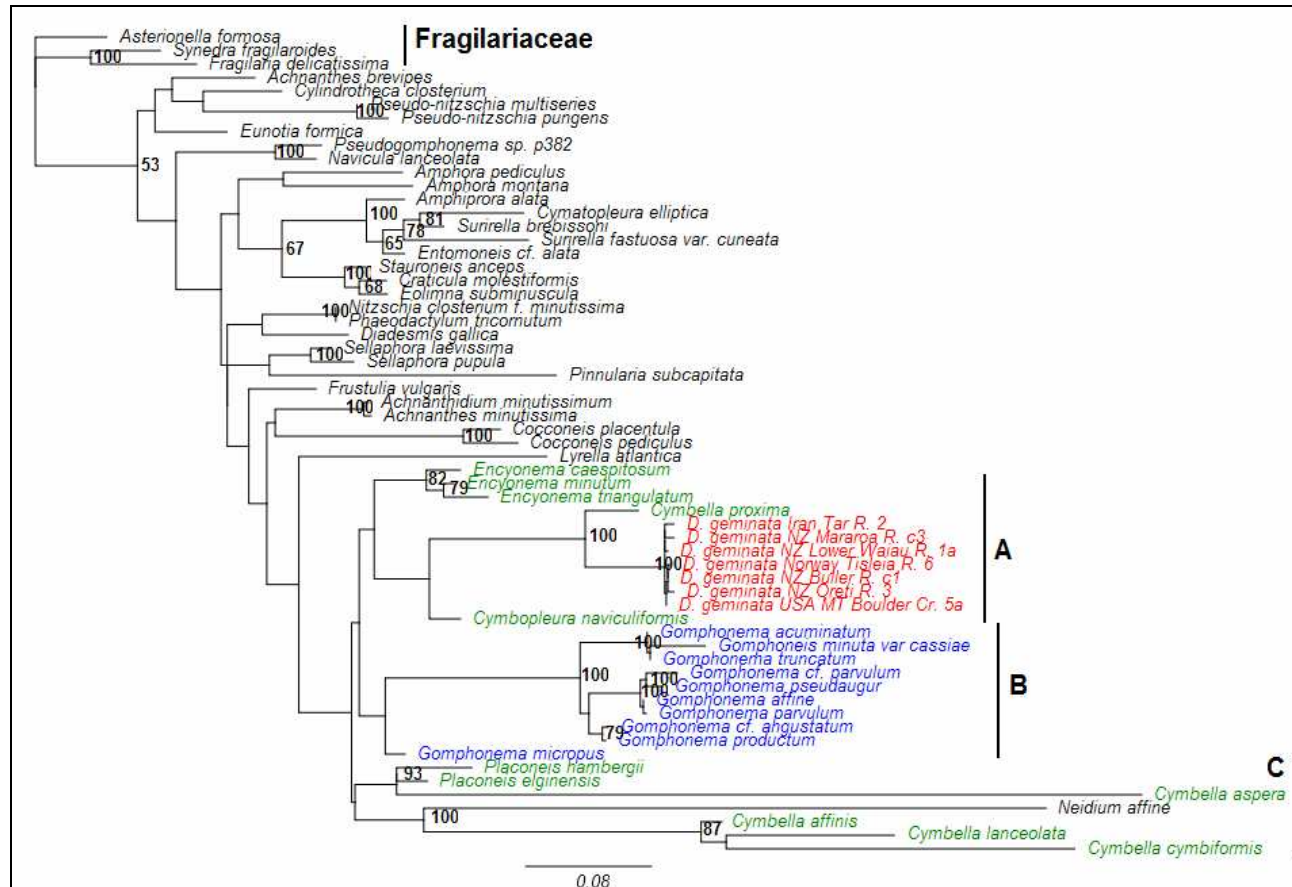 Asterionella formosa
Fragilariaceae
Synedra fragilaroides
100
Fragilaria delicatissima
Achnanthes brevipes
Cylindrotheca closterium
Pseudo-nitzschia multiseries
100
Pseudo-nitzschia pungens
Eunotia formica
Pseudogomphonema sp. p382
100
Navicula lanceolata
53
Amphora pediculus
Amphora montana
Amphiprora alata
100
Cymatopleura elliptica
81
Surirella brebissoni
78
Surirella fastuosa var. cuneata
65
67
Entomoneis cf. alata
Stauroneis anceps
100
Craticula molestiformis
68
Eolimna subminuscula
Nitzschia closterium f. minutissima
100
Phaeodactylum tricornutum
Diadesmis gallica
Sellaphora laevissima
100
Sellaphora pupula
Pinnularia subcapitata
Frustulia vulgaris
Achnanthidium minutissimum
100
Achnanthes minutissima
Cocconeis placentula
100
Cocconeis pediculus
Lyrella atlantica
Encyonema caespitosum
82
Encyonema minutum
79
Encyonema triangulatum
Cymbella proxima
D. geminata Iran Tar R. 2
100
D. geminata NZ Mararoa R. c3
A
D. geminata NZ Lower Waiau R. 1a
100
D. geminata Norway Tisleia R. 6
D. geminata NZ Buller R. c1
D. geminata NZ Oreti R. 3
D. geminata USA MT Boulder Cr. 5a
Cymbopleura naviculiformis
Gomphonema acuminatum
100
Gomphoneis minuta var cassiae
Gomphonema truncatum
100
Gomphonema cf. parvulum
100
Gomphonema pseudaugur
100
B
Gomphonema affine
Gomphonema parvulum
Gomphonema cf. angustatum
79
Gomphonema productum
Gomphonema micropus
Placoneis hambergii
C
93
Placoneis elginensis
Cymbella aspera
Neidium affine
100
Cymbella affinis
87
Cymbella lanceolata
Cymbella cymbiformis
0.08